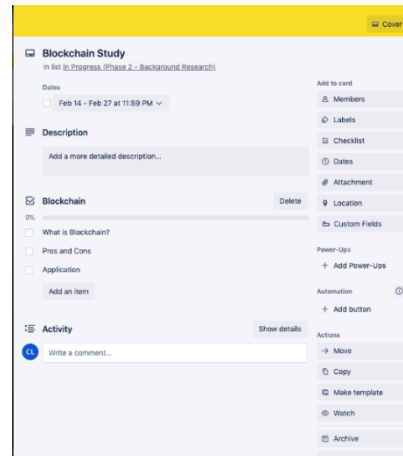 Cover
Blockchain Study
in list In Progress (Phase 2 - Background Research)
Dates
Feb 14 - Feb 27 at 11:59 PM
Description
Add a more detailed description...
Blockchain
Delete
0%
What is Blockchain?
Pros and Cons
Application
Add an item
Activity
Show details
CL
Write a comment...
Add to card
Members
Labels
Checklist
Dates
Attachment
Location
Custom Fields
Power-Ups
+ Add Power-Ups
Automation
+ Add button
Actions
Move
Copy
Make template
Watch
Archive